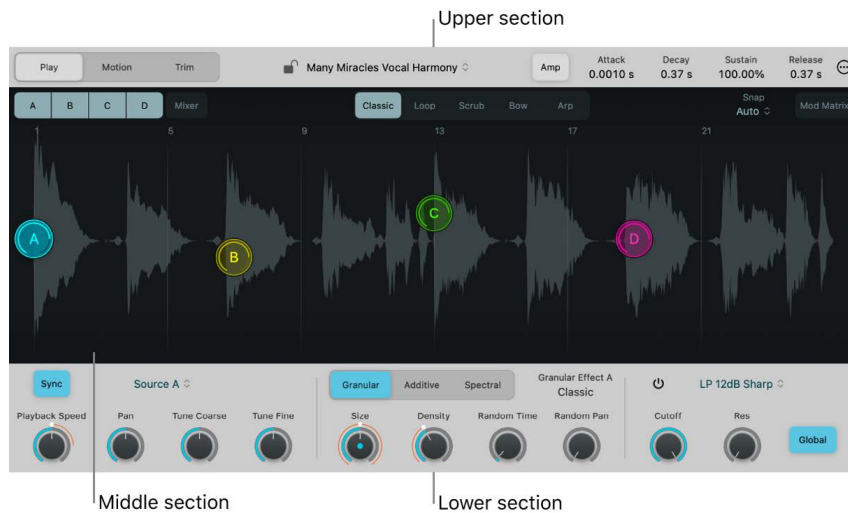 Upper section
Play Motion Trim
Many Miracles Vocal Harmony
Amp
Attack Decay Sustain Release
0.0010 s 0.37 s 100.00% 0.37 s
A B C D Mixer
Classic Loop Scrub Bow Arp
Snap
Auto
Mod Matrix
1 5 9 13 17 21
A
B
C
D
Sync
Source A
Granular Additive Spectral
Granular Effect A
Classic
LP 12dB Sharp
Playback Speed Pan Tune Coarse Tune Fine
Size Density Random Time Random Pan
Cutoff Res
Global
Middle section
Lower section